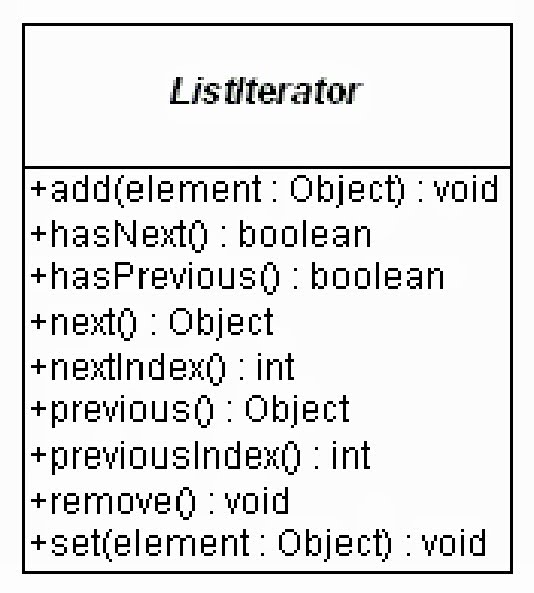 ListIterator
+add(element : Object) : void
+hasNext() : boolean
+hasPrevious() : boolean
+next() : Object
+nextIndex() : int
+previous() : Object
+previousIndex() : int
+remove() : void
+set(element : Object) : void